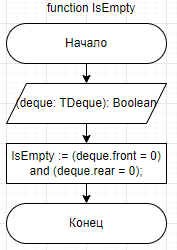 function IsEmpty
Начало
(deque: TDeque): Boolean
IsEmpty := (deque.front = 0)
and (deque.rear = 0);
Конец